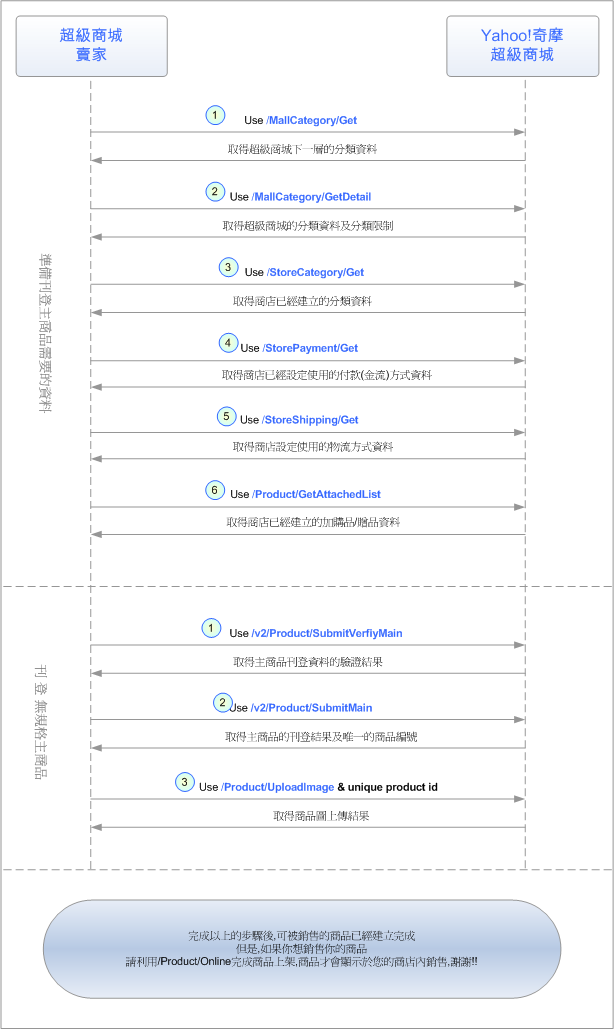 超級商城
賣家
Yahoo!奇摩
超級商城
準備刊登主商品需要的資料
1
Use /MallCategory/Get
取得超級商城下一層的分類資料
2
Use /MallCategory/GetDetail
取得超級商城的分類資料及分類限制
3
Use /StoreCategory/Get
取得商店已經建立的分類資料
4
Use /StorePayment/Get
取得商店已經設定使用的付款(金流)方式資料
5
Use /StoreShipping/Get
取得商店設定使用的物流方式資料
6
Use /Product/GetAttachedList
取得商店已經建立的加購品/贈品資料
刊登 無規格主商品
1
Use /v2/Product/SubmitVerfiyMain
取得主商品刊登資料的驗證結果
2
Use /v2/Product/SubmitMain
取得主商品的刊登結果及唯一的商品編號
3
Use /Product/UploadImage & unique product id
取得商品圖上傳結果
完成以上的步驟後,可被銷售的商品已經建立完成
但是,如果你想銷售你的商品
請利用/Product/Online完成商品上架,商品才會顯示於您的商店內銷售,謝謝!!